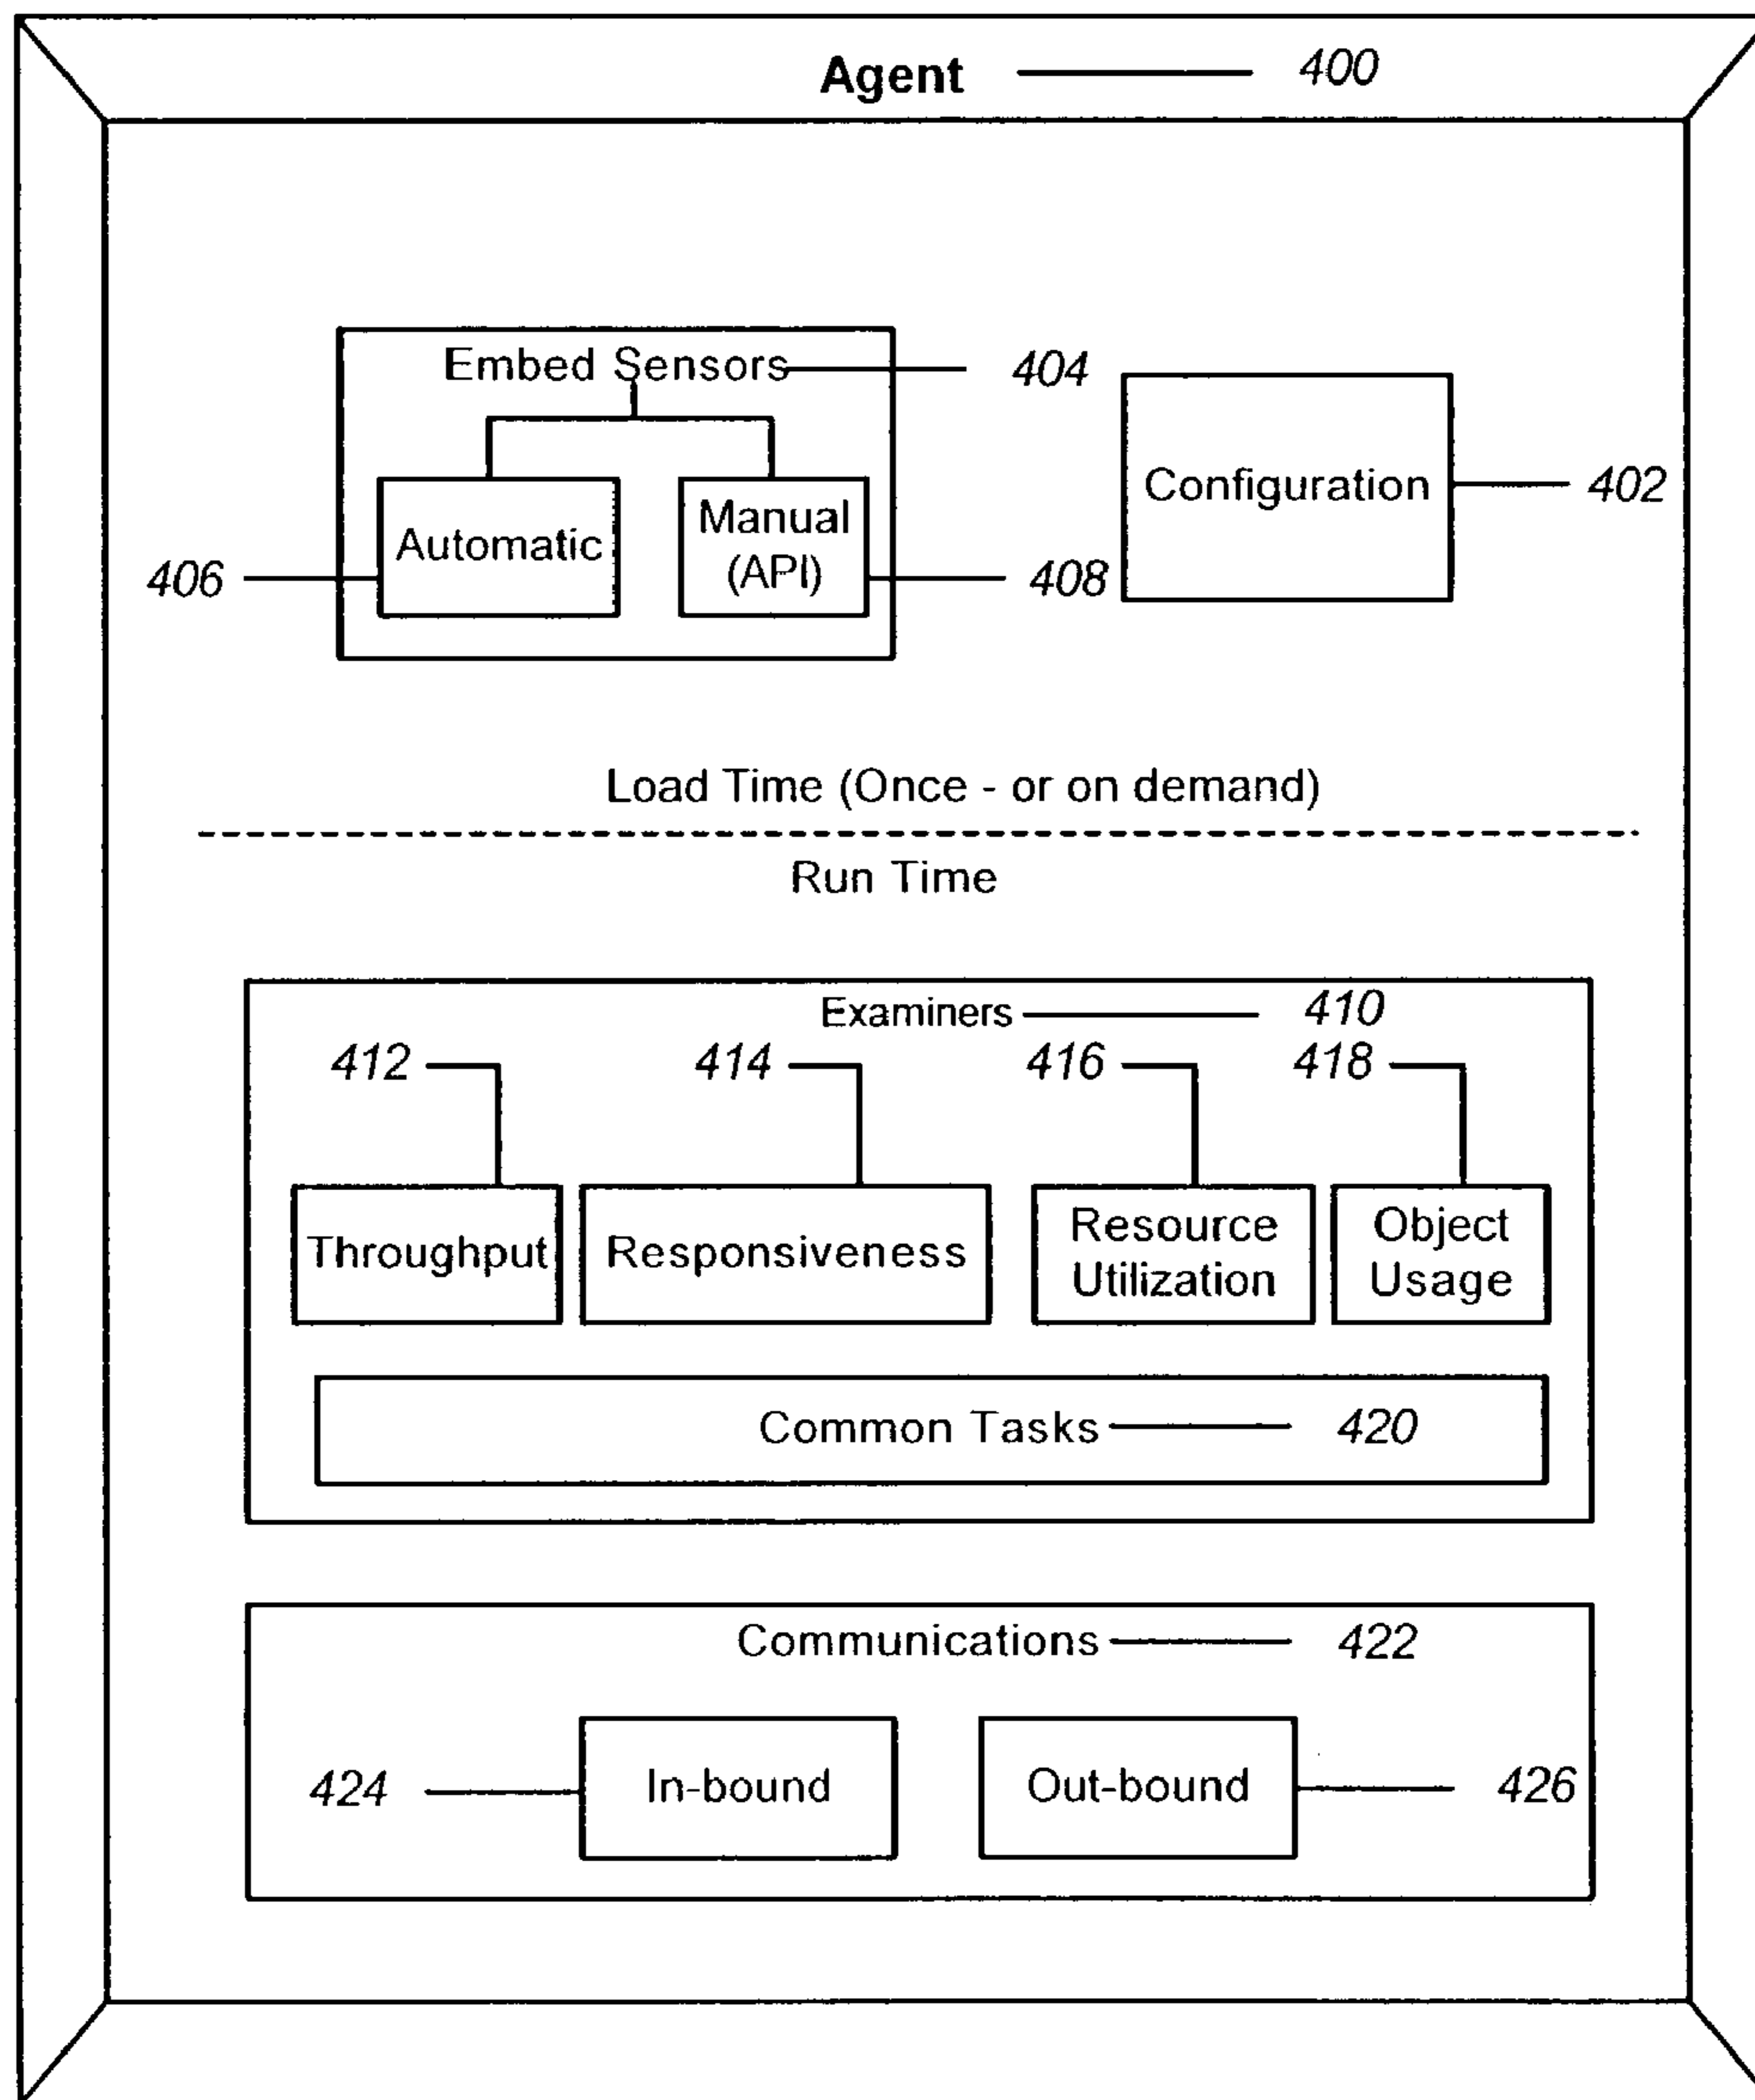 Agent 400
Embed Sensors 404
Configuration 402
Automatic
Manual
(API)
406
408
Load Time (Once - or on demand)
Run Time
Examiners 410
412 414 416 418
Throughput
Responsiveness
Resource
Utilization
Object
Usage
Common Tasks 420
Communications 422
424 In-bound Out-bound 426